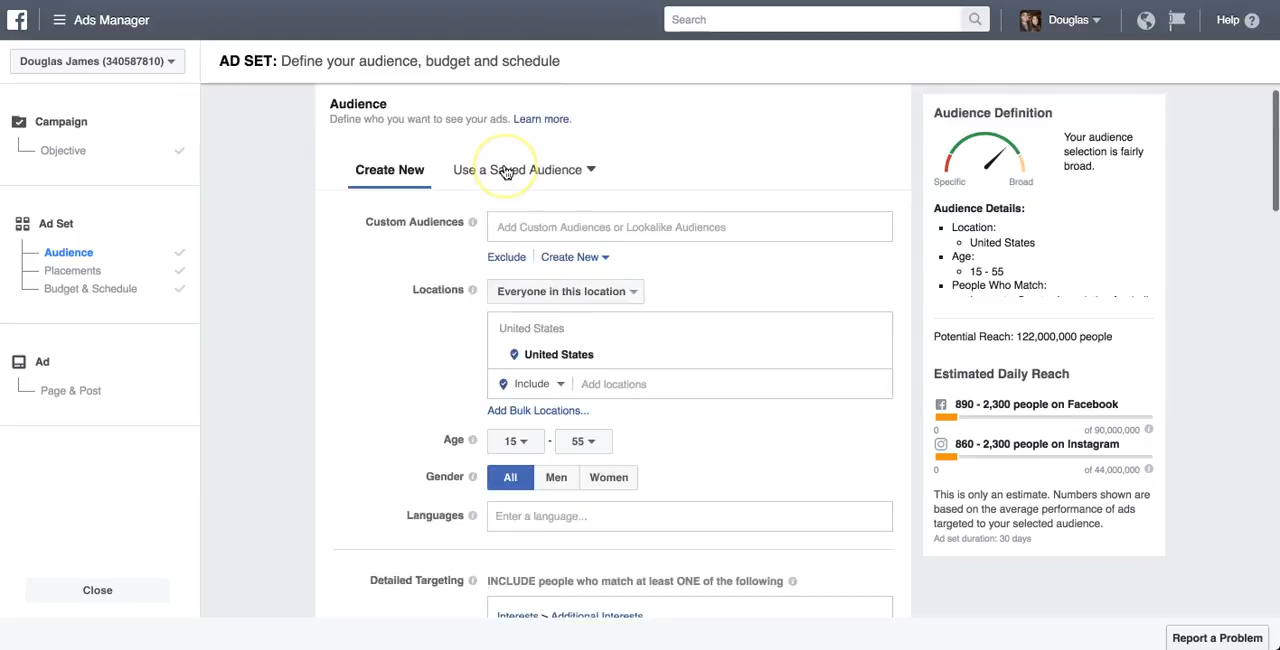 Ads Manager
Search
Douglas
Help
Douglas James (340587810)
AD SET: Define your audience, budget and schedule
Campaign
Objective
Ad Set
Audience
Placements
Budget & Schedule
Ad
Page & Post
Close
Audience
Define who you want to see your ads. Learn more.
Create New
Use a Saved Audience
Custom Audiences
Add Custom Audiences or Lookalike Audiences
Exclude
Create New
Locations
Everyone in this location
United States
United States
Include
Add locations
Add Bulk Locations...
Age
15 - 55
Gender
All
Men
Women
Languages
Enter a language...
Detailed Targeting
INCLUDE people who match at least ONE of the following
Interests > Additional Interests
Audience Definition
Your audience
selection is fairly
broad.
Specific
Broad
Audience Details:
Location:
United States
Age:
15 - 55
People Who Match:
Potential Reach: 122,000,000 people
Estimated Daily Reach
890 - 2,300 people on Facebook
0
of 90,000,000
860 - 2,300 people on Instagram
0
of 44,000,000
This is only an estimate. Numbers shown are
based on the average performance of ads
targeted to your selected audience.
Ad set duration: 30 days
Report a Problem